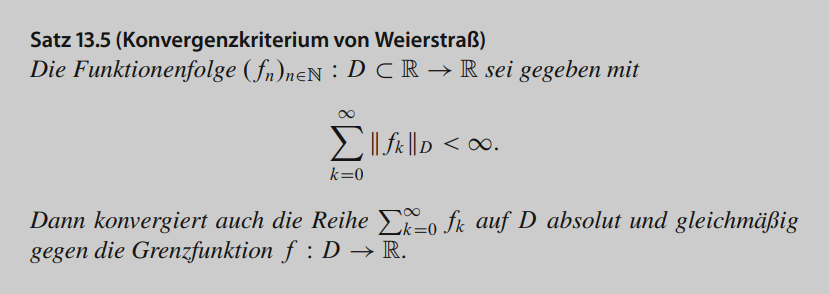 Satz 13.5 (Konvergenzkriterium von Weierstraß)
Die Funktionenfolge (fₙ)ₙ∈ℕ : D ⊂ ℝ → ℝ sei gegeben mit
∑_{k=0}^{∞} ‖fₖ‖_D < ∞.
Dann konvergiert auch die Reihe ∑_{k=0}^{∞} fₖ auf D absolut und gleichmäßig
gegen die Grenzfunktion f : D → ℝ.